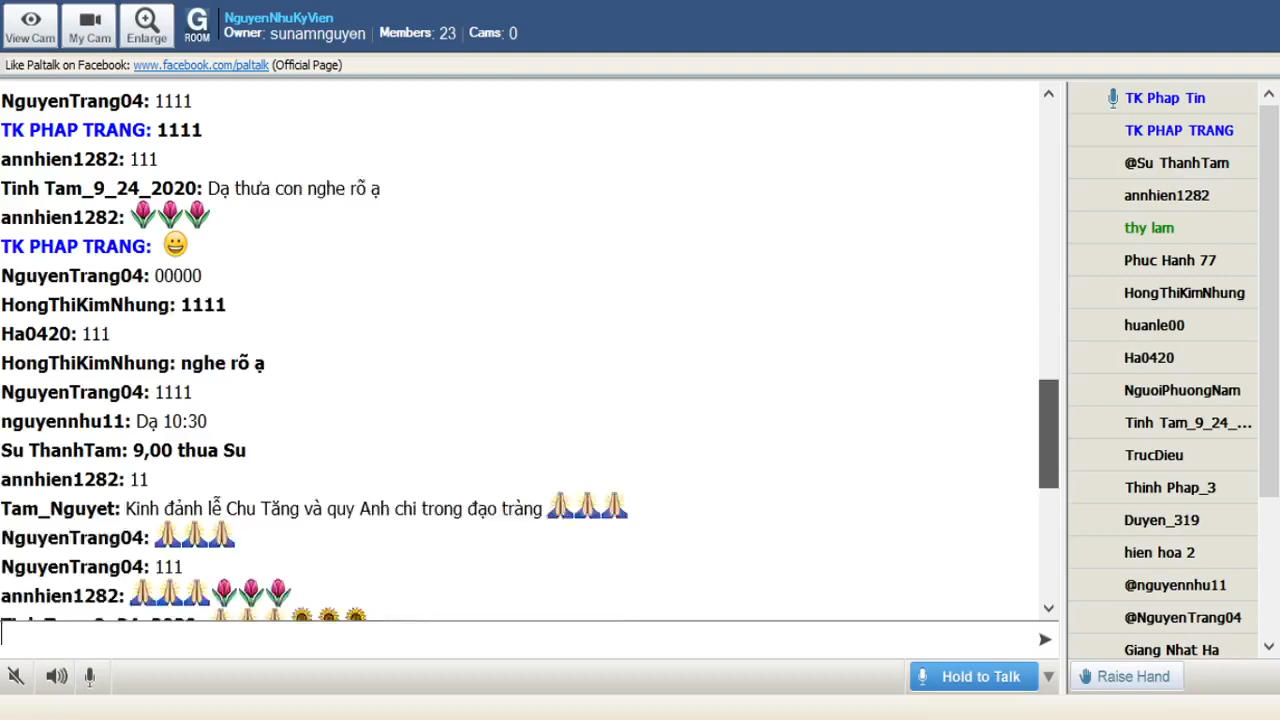 View Cam
My Cam
Enlarge
G
ROOM
NguyenNhuKyVien
Owner: sunamnguyen | Members: 23 | Cams: 0
Like Paltalk on Facebook: www.facebook.com/paltalk (Official Page)
NguyenTrang04: 1111
TK PHAP TRANG: 1111
annhien1282: 111
Tinh Tam_9_24_2020: Dạ thưa con nghe rõ ạ
annhien1282:
TK PHAP TRANG:
NguyenTrang04: 00000
HongThiKimNhung: 1111
Ha0420: 111
HongThiKimNhung: nghe rõ ạ
NguyenTrang04: 1111
nguyennhu11: Dạ 10:30
Su ThanhTam: 9,00 thua Su
annhien1282: 11
Tam_Nguyet: Kinh đảnh lễ Chu Tăng và quy Anh chi trong đạo tràng
NguyenTrang04:
NguyenTrang04: 111
annhien1282:
TK Phap Tin
TK PHAP TRANG
@Su ThanhTam
annhien1282
thy lam
Phuc Hanh 77
HongThiKimNhung
huanle00
Ha0420
NguoiPhuongNam
Tinh Tam_9_24_...
TrucDieu
Thinh Phap_3
Duyen_319
hien hoa 2
@nguyennhu11
@NguyenTrang04
Giang Nhat Ha
Hold to Talk
Raise Hand